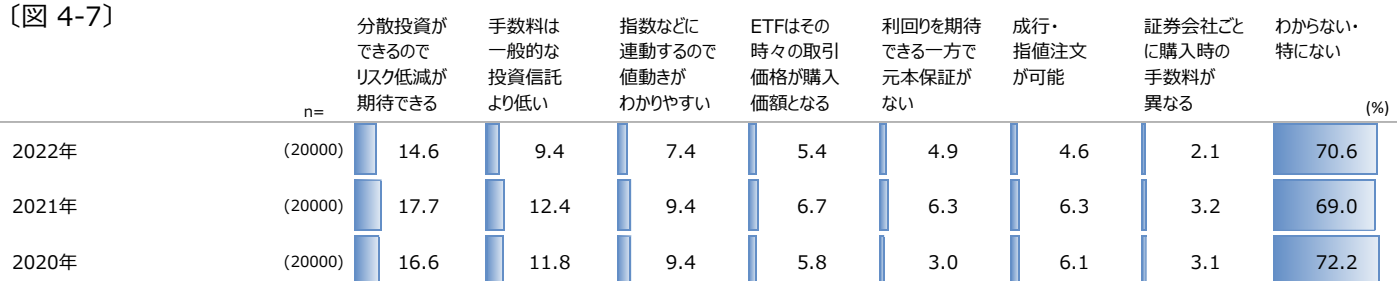 〔図 4-7〕
分散投資が
できるので
リスク低減が
期待できる
手数料は
一般的な
投資信託
より低い
指数などに
連動するので
値動きが
わかりやすい
ETFはその
時々の取引
価格が購入
価額となる
利回りを期待
できる一方で
元本保証が
ない
成行・
指値注文
が可能
証券会社ごと
に購入時の
手数料が
異なる
わからない・
特にない
n=
(%)
2022年 (20000) 14.6 9.4 7.4 5.4 4.9 4.6 2.1 70.6
2021年 (20000) 17.7 12.4 9.4 6.7 6.3 6.3 3.2 69.0
2020年 (20000) 16.6 11.8 9.4 5.8 3.0 6.1 3.1 72.2